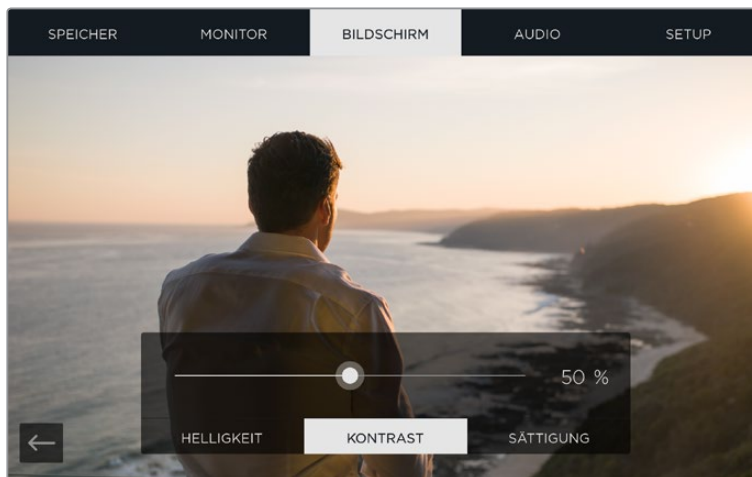 SPEICHER MONITOR BILDSCHIRM AUDIO SETUP
50 %
HELLIGKEIT KONTRAST SÄTTIGUNG